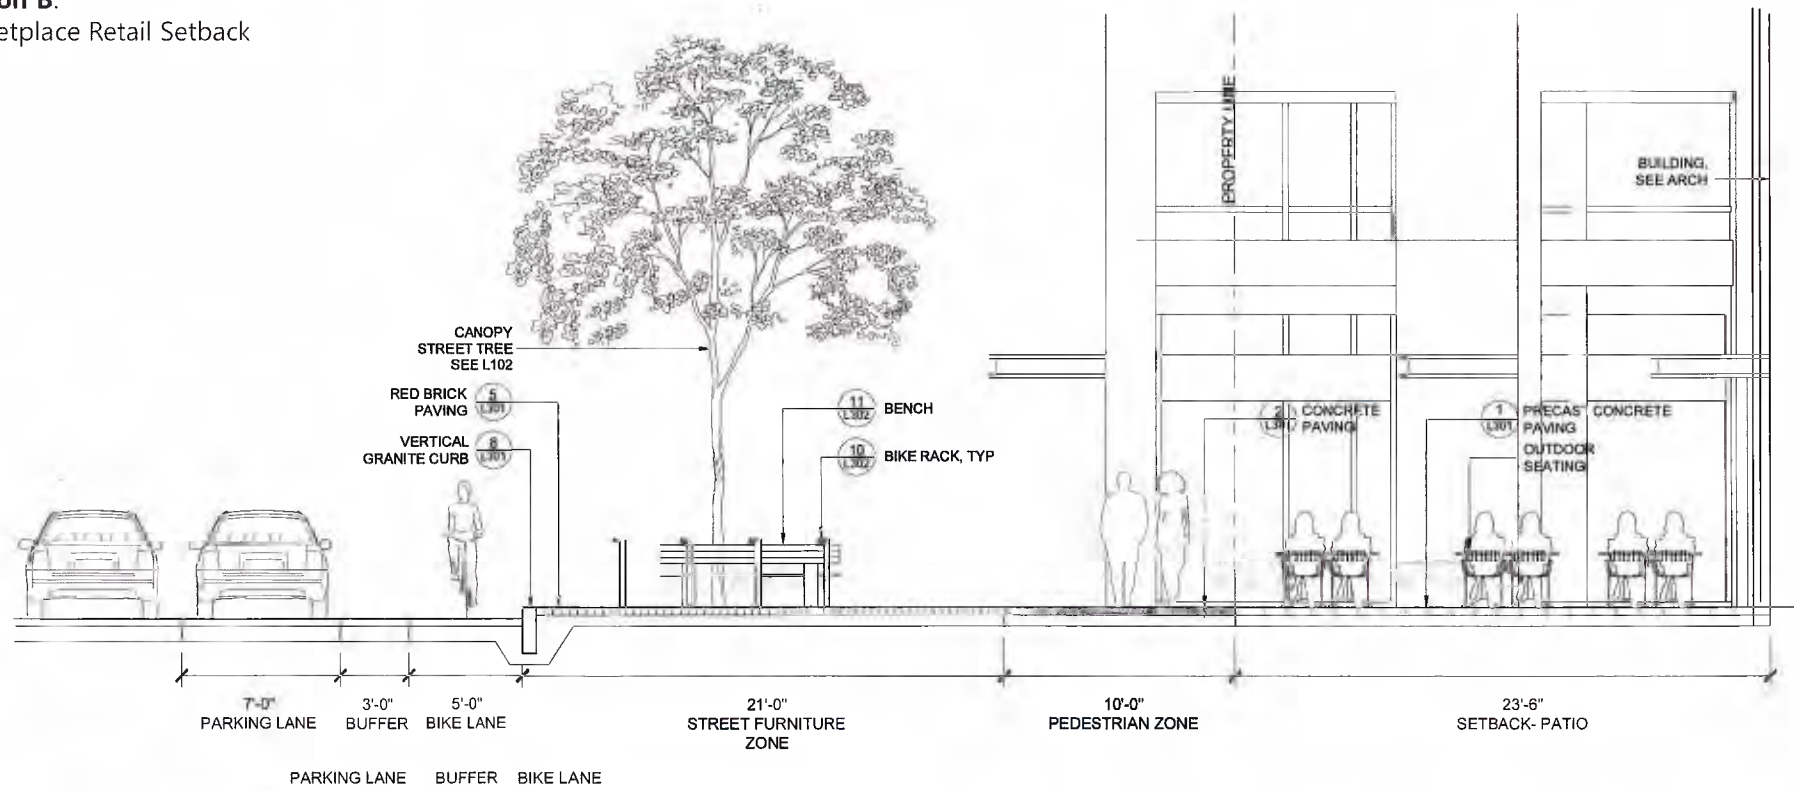 on B.
etplace Retail Setback
PROPERTY LINE
BUILDING,
SEE ARCH
CANOPY
STREET TREE
SEE L102
RED BRICK
PAVING
5
L301
VERTICAL
GRANITE CURB
8
L301
11
L302
BENCH
10
L302
BIKE RACK, TYP
2
L301
CONCRETE
PAVING
1
L301
PRECAST CONCRETE
PAVING
OUTDOOR
SEATING
7'-0"
PARKING LANE
3'-0"
BUFFER
5'-0"
BIKE LANE
21'-0"
STREET FURNITURE
ZONE
10'-0"
PEDESTRIAN ZONE
23'-6"
SETBACK- PATIO
PARKING LANE BUFFER BIKE LANE